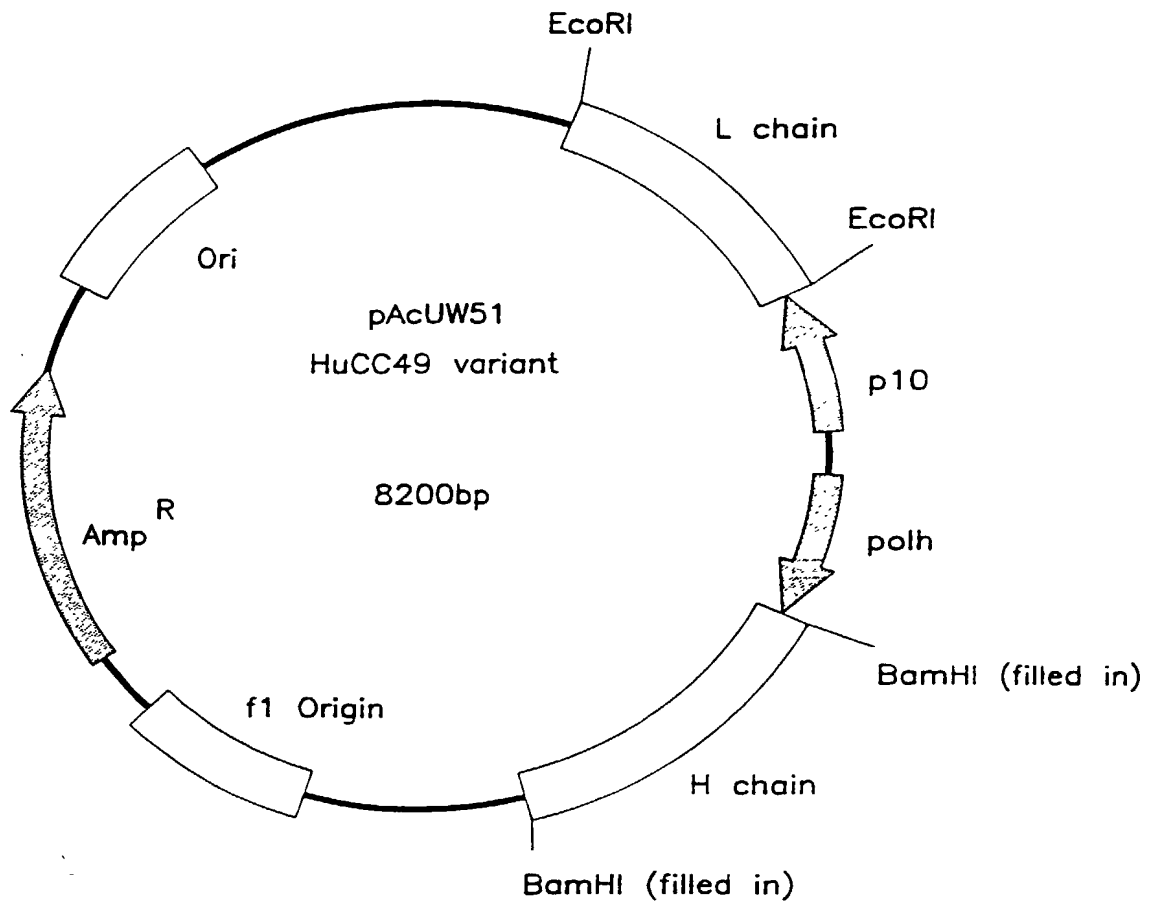 EcoRI
L chain
EcoRI
Ori
pAcUW51
HuCC49 variant
p10
8200bp
Amp R
polh
BamHI (filled in)
f1 Origin
H chain
BamHI (filled in)